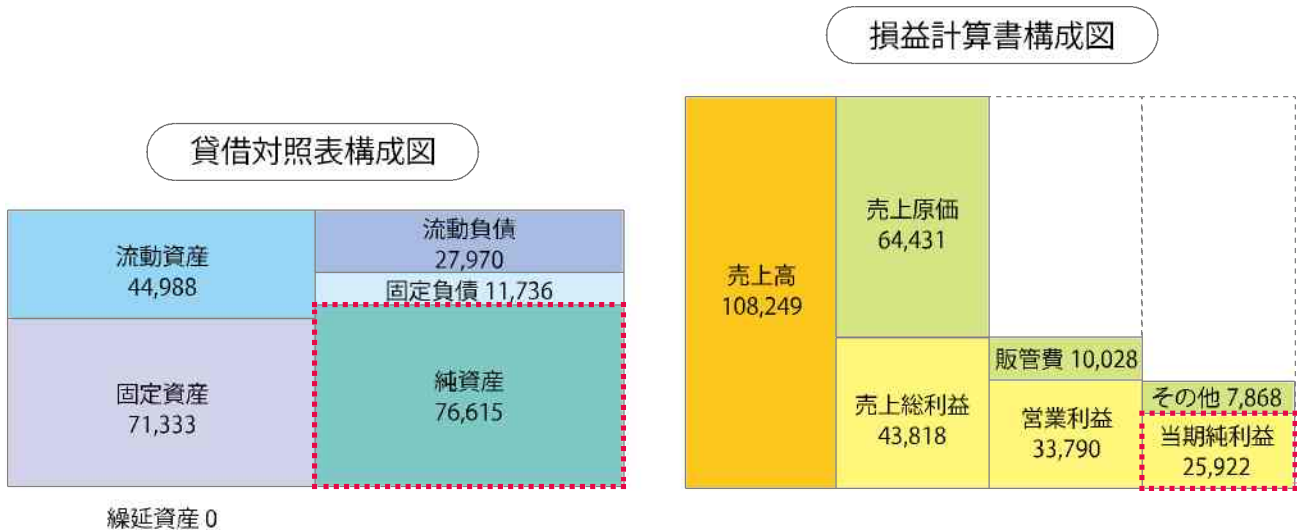 貸借対照表構成図
流動資産
44,988
固定資産
71,333
流動負債
27,970
固定負債 11,736
純資産
76,615
繰延資産 0
損益計算書構成図
売上高
108,249
売上原価
64,431
売上総利益
43,818
販管費 10,028
営業利益
33,790
その他 7,868
当期純利益
25,922